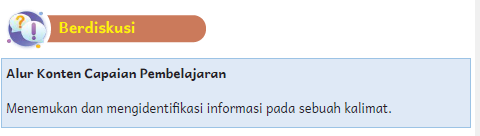 Berdiskusi
Alur Konten Capaian Pembelajaran
Menemukan dan mengidentifikasi informasi pada sebuah kalimat.